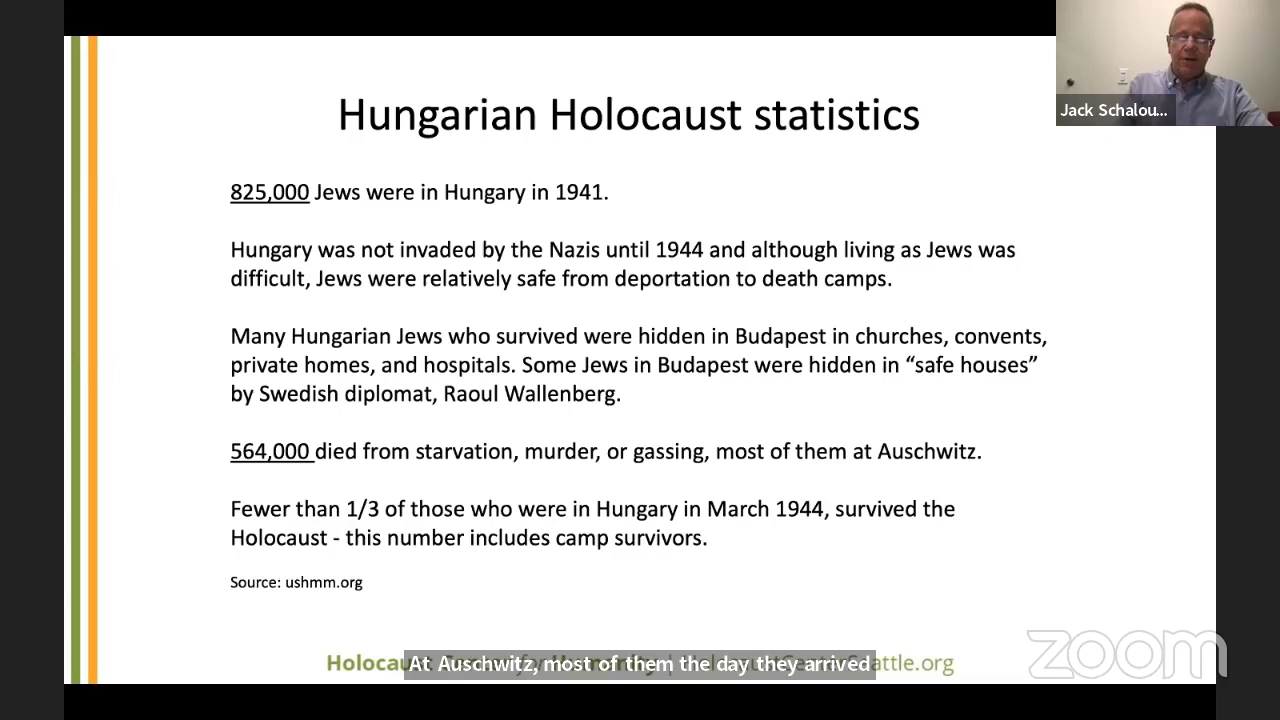 Hungarian Holocaust statistics
Jack Schalou...
825,000 Jews were in Hungary in 1941.
Hungary was not invaded by the Nazis until 1944 and although living as Jews was
difficult, Jews were relatively safe from deportation to death camps.
Many Hungarian Jews who survived were hidden in Budapest in churches, convents,
private homes, and hospitals. Some Jews in Budapest were hidden in “safe houses”
by Swedish diplomat, Raoul Wallenberg.
564,000 died from starvation, murder, or gassing, most of them at Auschwitz.
Fewer than 1/3 of those who were in Hungary in March 1944, survived the
Holocaust - this number includes camp survivors.
Source: ushmm.org
Holocaust
At Auschwitz, most of them the day they arrived
attle.org
zoom